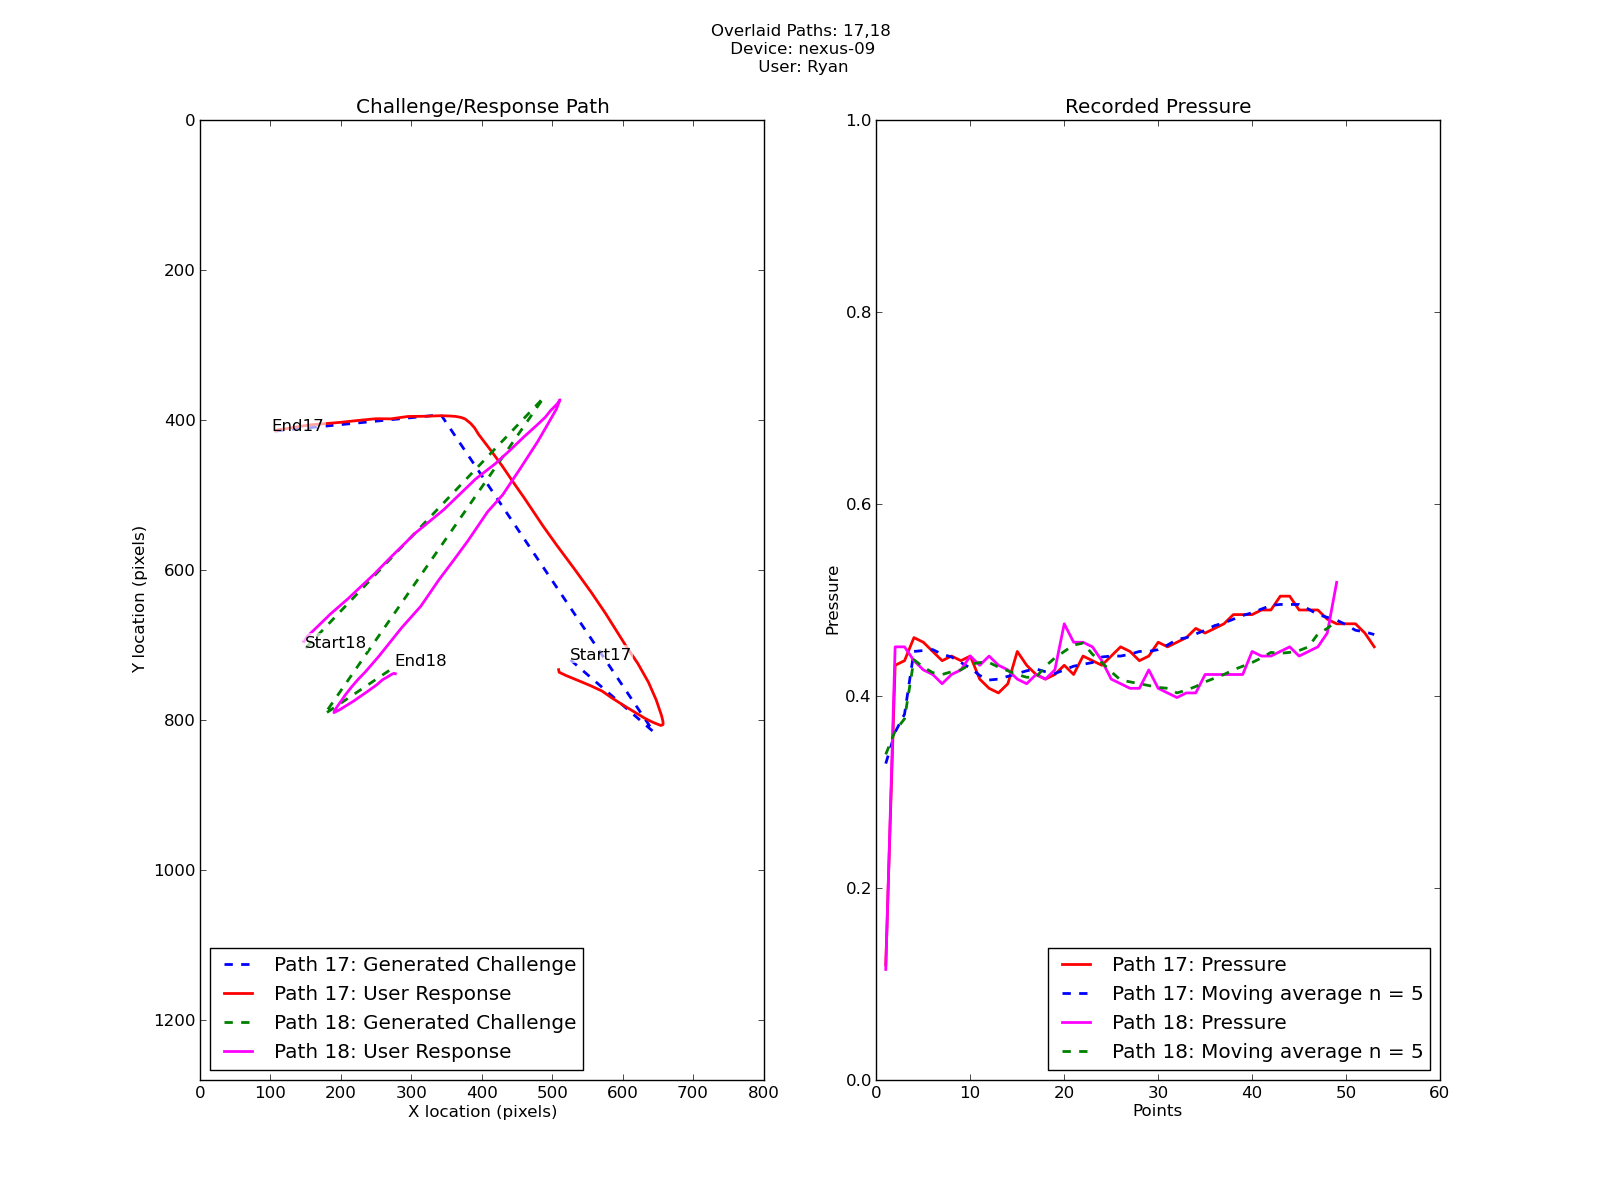 Overlaid Paths: 17,18
Device: nexus-09
User: Ryan
Challenge/Response Path
0
200
400
600
800
1000
1200
Y location (pixels)
End17
Start18
End18
Start17
Path 17: Generated Challenge
Path 17: User Response
Path 18: Generated Challenge
Path 18: User Response
0 100 200 300 400 500 600 700 800
X location (pixels)
Recorded Pressure
1.0
0.8
0.6
0.4
0.2
0.0
Pressure
Path 17: Pressure
Path 17: Moving average n = 5
Path 18: Pressure
Path 18: Moving average n = 5
0 10 20 30 40 50 60
Points